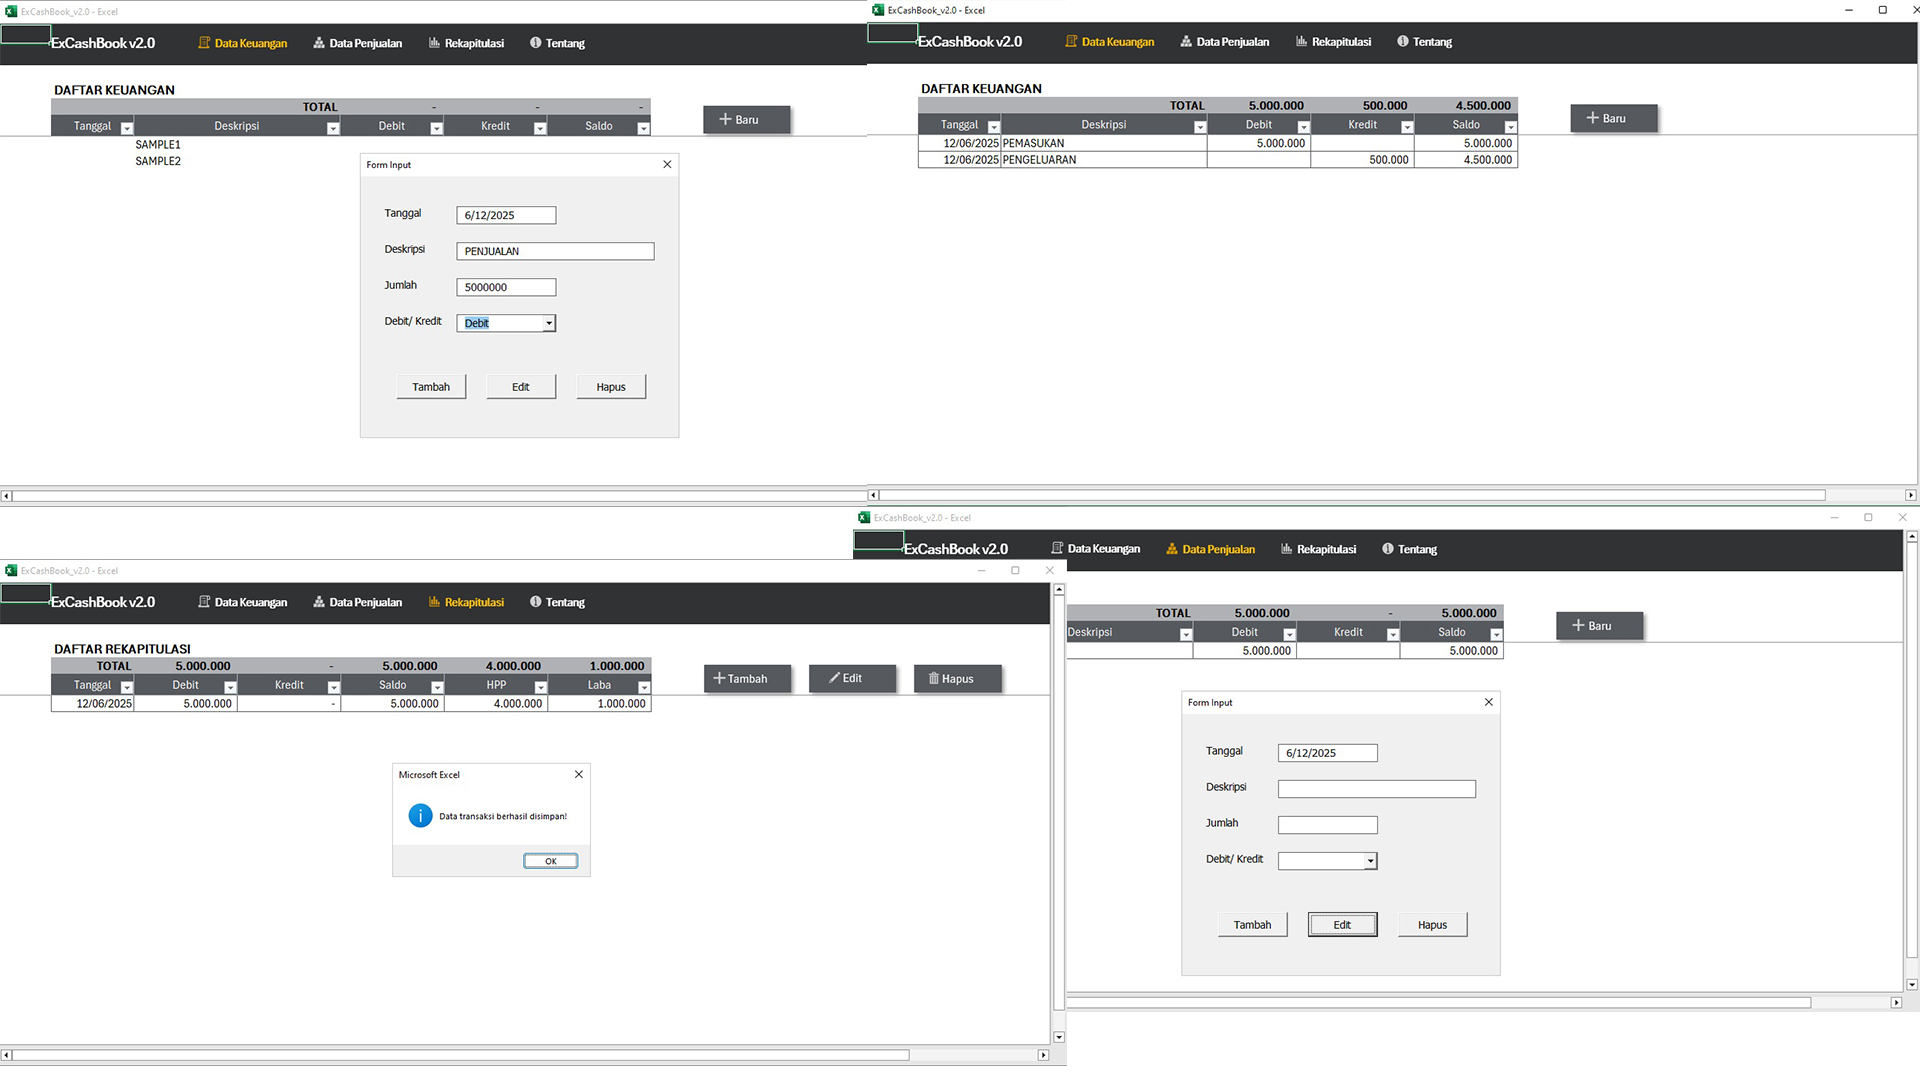 ExCashBook_v2.0 - Excel
ExCashBook v2.0 Data Keuangan Data Penjualan Rekapitulasi Tentang
DAFTAR KEUANGAN
TOTAL - - -
Tanggal Deskripsi Debit Kredit Saldo
+ Baru
SAMPLE1
SAMPLE2
Form Input
Tanggal 6/12/2025
Deskripsi PENJUALAN
Jumlah 5000000
Debit/ Kredit Debit
Tambah Edit Hapus
ExCashBook_v2.0 - Excel
ExCashBook v2.0 Data Keuangan Data Penjualan Rekapitulasi Tentang
DAFTAR KEUANGAN
TOTAL 5.000.000 500.000 4.500.000
Tanggal Deskripsi Debit Kredit Saldo
+ Baru
12/06/2025 PEMASUKAN 5.000.000 5.000.000
12/06/2025 PENGELUARAN 500.000 4.500.000
ExCashBook_v2.0 - Excel
ExCashBook v2.0 Data Keuangan Data Penjualan Rekapitulasi Tentang
DAFTAR REKAPITULASI
TOTAL 5.000.000 - 5.000.000 4.000.000 1.000.000
Tanggal Debit Kredit Saldo HPP Laba
+ Tambah Edit Hapus
12/06/2025 5.000.000 - 5.000.000 4.000.000 1.000.000
Microsoft Excel
Data transaksi berhasil disimpan!
OK
ExCashBook_v2.0 - Excel
ExCashBook v2.0 Data Keuangan Data Penjualan Rekapitulasi Tentang
TOTAL 5.000.000 - 5.000.000
Deskripsi Debit Kredit Saldo
+ Baru
5.000.000 5.000.000
Form Input
Tanggal 6/12/2025
Deskripsi
Jumlah
Debit/ Kredit
Tambah Edit Hapus